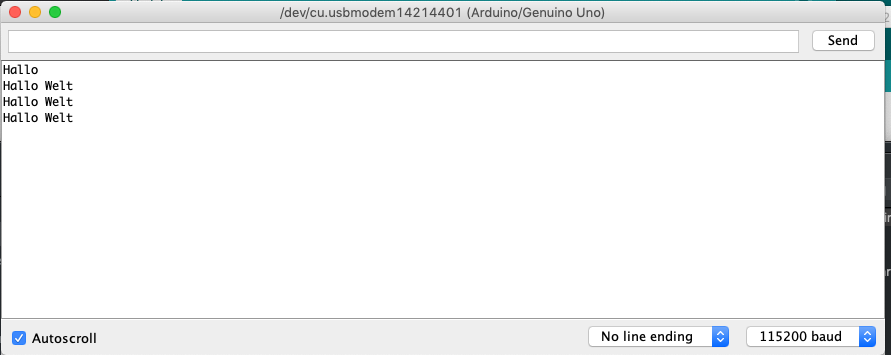 /dev/cu.usbmodem14214401 (Arduino/Genuino Uno)
Send
Hallo
Hallo Welt
Hallo Welt
Hallo Welt
Autoscroll
No line ending
115200 baud